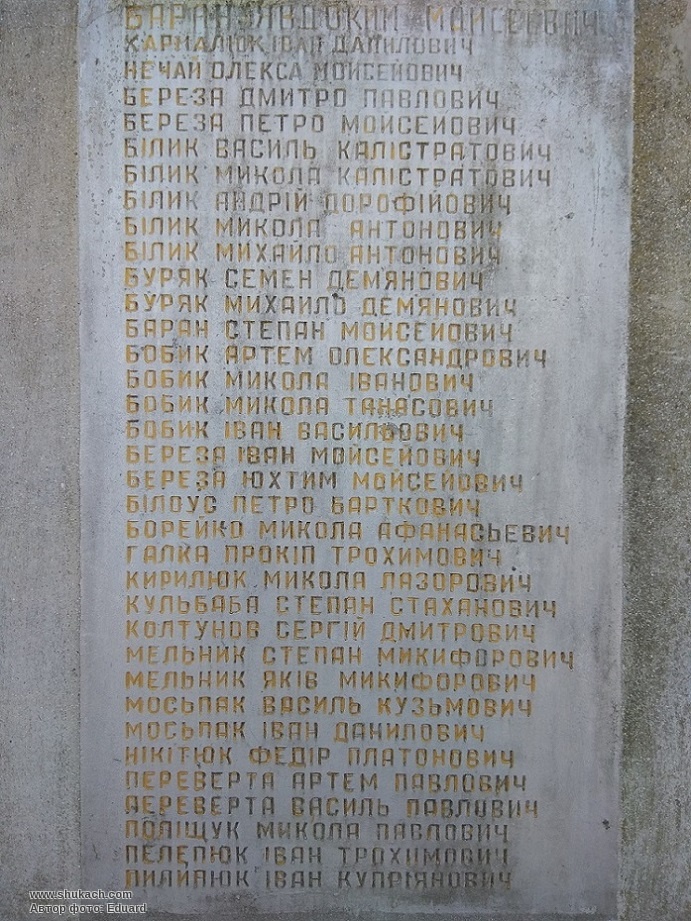 БАРАН ЯВДОКИМ МОЙСЕЕВИЧ
КАРМАЛЮК ІВАН ДАНИЛОВИЧ
НЕЧАЙ ОЛЕКСА МОЙСЕЙОВИЧ
БЕРЕЗА ДМИТРО ПАВЛОВИЧ
БЕРЕЗА ПЕТРО МОЙСЕЙОВИЧ
БІЛИК ВАСИЛЬ КАЛІСТРАТОВИЧ
БІЛИК МИКОЛА КАЛІСТРАТОВИЧ
БІЛИК АНДРІЙ ДОРОФІЙОВИЧ
БІЛИК МИКОЛА АНТОНОВИЧ
БІЛИК МИХАЙЛО АНТОНОВИЧ
БУРЯК СЕМЕН ДЕМЯНОВИЧ
БУРЯК МИХАЙЛО ДЕМЯНОВИЧ
БАРАН СТЕПАН МОЙСЕЙОВИЧ
БОБИК АРТЕМ ОЛЕКСАНДРОВИЧ
БОБИК МИКОЛА ІВАНОВИЧ
БОБИК МИКОЛА ТАНАСОВИЧ
БОБИК ІВАН ВАСИЛЬОВИЧ
БЕРЕЗА ІВАН МОЙСЕЙОВИЧ
БЕРЕЗА ЮХТИМ МОЙСЕЙОВИЧ
БІЛОУС ПЕТРО БАРТКОВИЧ
БОРЕЙКО МИКОЛА АФАНАСЬЕВИЧ
ГАЛКА ПРОКІП ТРОХИМОВИЧ
КИРИЛЮК МИКОЛА ЛАЗОРОВИЧ
КУЛЬБАБА СТЕПАН СТАХАНОВИЧ
КОЛТУНОВ СЕРГІЙ ДМИТРОВИЧ
МЕЛЬНИК СТЕПАН МИКИФОРОВИЧ
МЕЛЬНИК ЯКІВ МИКИФОРОВИЧ
МОСЬПАК ВАСИЛЬ КУЗЬМОВИЧ
МОСЬПАК ІВАН ДАНИЛОВИЧ
НІКІТЮК ФЕДІР ПЛАТОНОВИЧ
ПЕРЕВЕРТА АРТЕМ ПАВЛОВИЧ
ПЕРЕВЕРТА ВАСИЛЬ ПАВЛОВИЧ
ПОЛІЩУК МИКОЛА ПАВЛОВИЧ
ПЕЛЕПЮК ІВАН ТРОХИМОВИЧ
ПИЛИПЮК ІВАН КУПРІЯНОВИЧ
www.shukach.com
Автор фото: Eduard